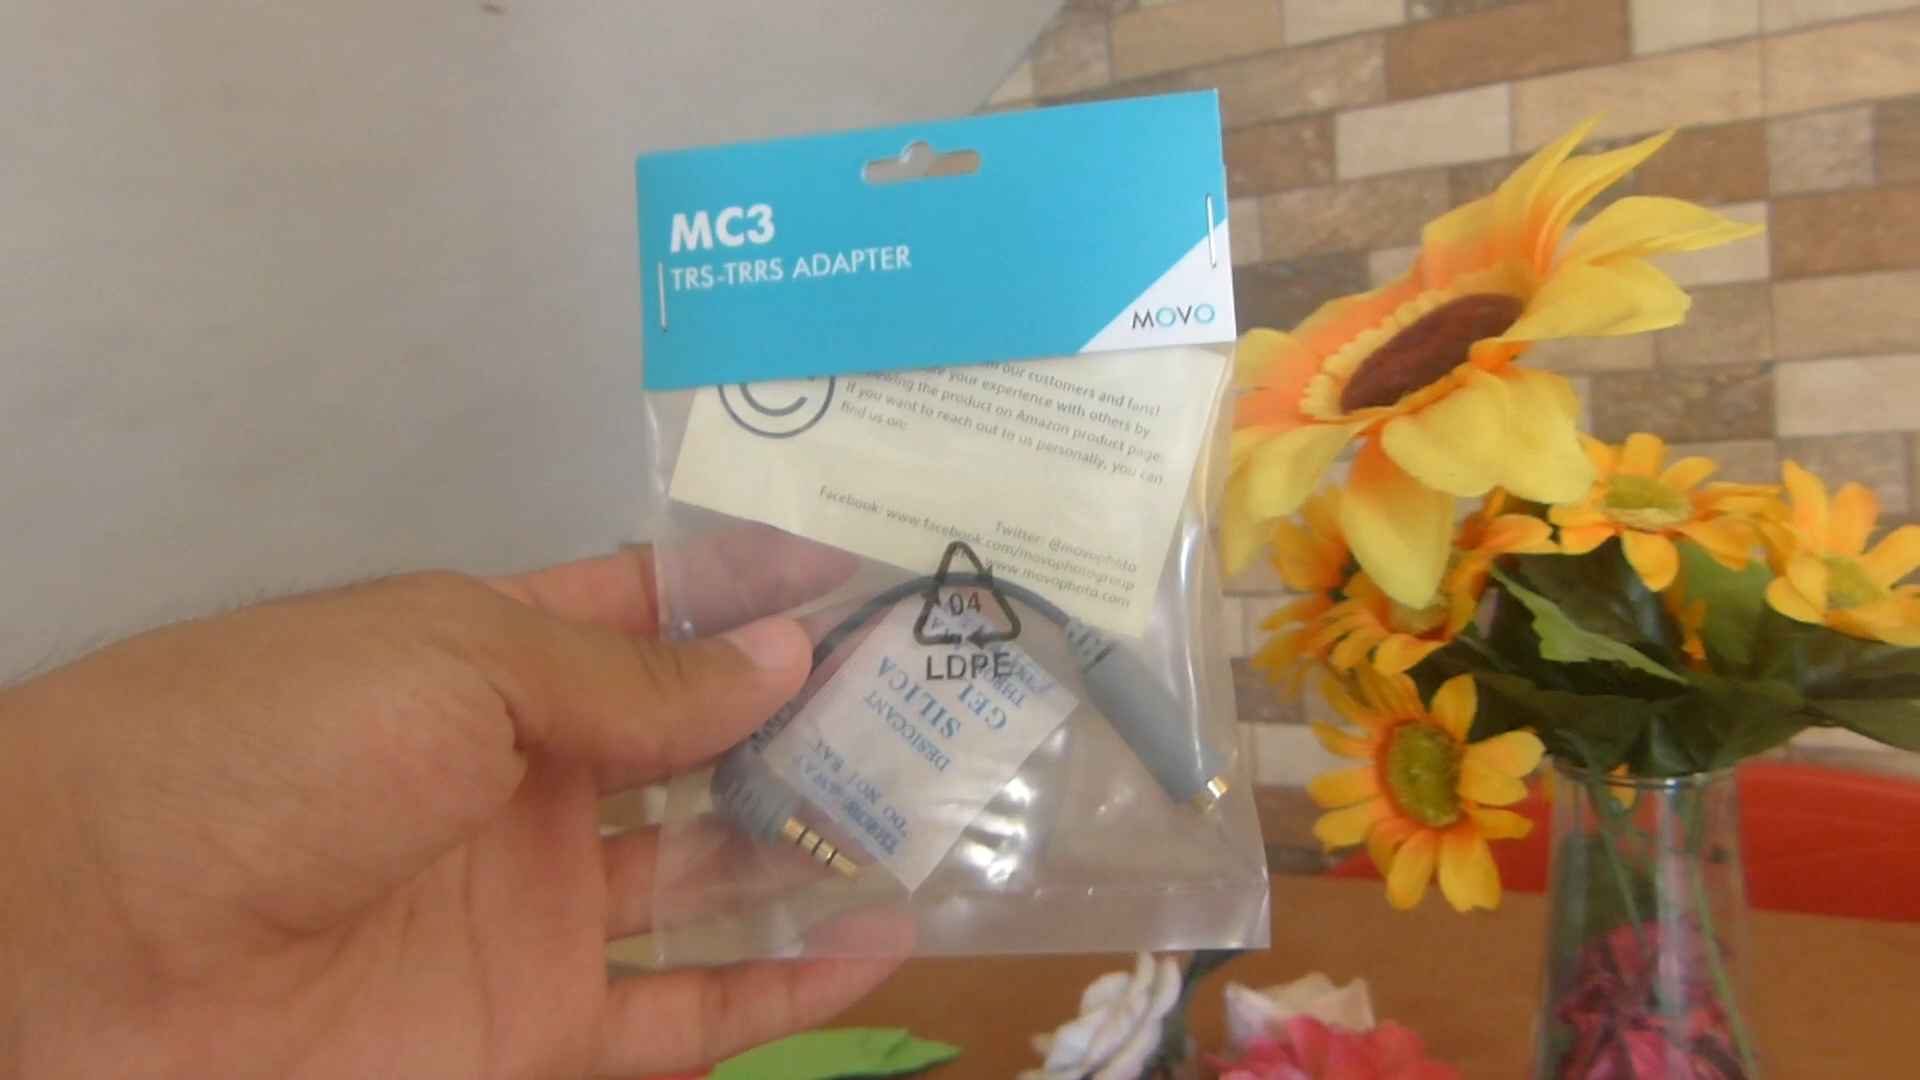 MC3
TRS-TRRS ADAPTER
MOVO
our customers and fans!
your experience with others by
the product on Amazon product page.
If you want to reach out to us personally, you can
find us on:
Twitter: @movophoto
Facebook: www.facebook.com/movophotogroup
www.movophoto.com
04
LDPE
SILICA
GEL
DESICCANT
"DO NOT EAT"